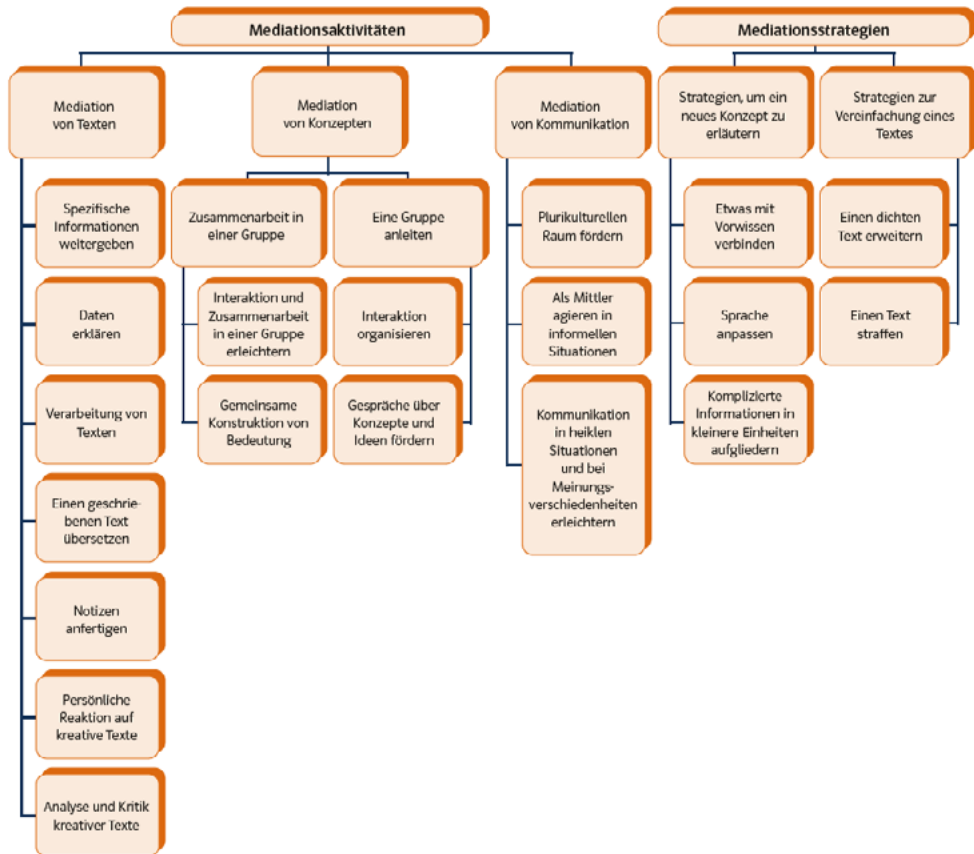 Mediationsaktivitäten
Mediation
von Texten
Spezifische
Informationen
weitergeben
Daten
erklären
Verarbeitung von
Texten
Einen geschrie-
benen Text
übersetzen
Notizen
anfertigen
Persönliche
Reaktion auf
kreative Texte
Analyse und Kritik
kreativer Texte
Mediation
von Konzepten
Zusammenarbeit in
einer Gruppe
Interaktion und
Zusammenarbeit
in einer Gruppe
erleichtern
Gemeinsame
Konstruktion von
Bedeutung
Eine Gruppe
anleiten
Interaktion
organisieren
Gespräche über
Konzepte und
Ideen fördern
Mediation
von Kommunikation
Plurikulturellen
Raum fördern
Als Mittler
agieren in
informellen
Situationen
Kommunikation
in heiklen
Situationen
und bei
Meinungs-
verschiedenheiten
erleichtern
Mediationsstrategien
Strategien, um ein
neues Konzept zu
erläutern
Etwas mit
Vorwissen
verbinden
Sprache
anpassen
Komplizierte
Informationen in
kleinere Einheiten
aufgliedern
Strategien zur
Vereinfachung eines
Textes
Einen dichten
Text erweitern
Einen Text
straffen